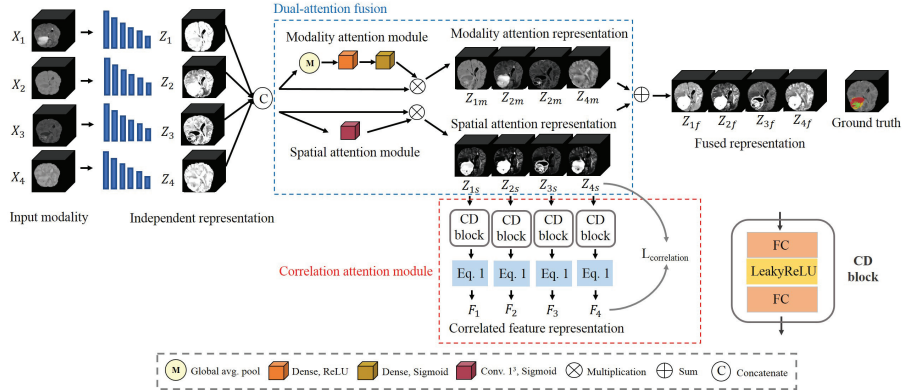 Dual-attention fusion
X1
Z1
Modality attention module
M
Modality attention representation
Z1m Z2m Z2m Z4m
X2
Z2
C
X3
Z3
Spatial attention module
Spatial attention representation
Z1s Z2s Z3s Z4s
Z1f Z2f Z3f Z4f
Fused representation
Ground truth
X4
Z4
Input modality
Independent representation
CD block
CD block
CD block
CD block
Correlation attention module
Eq. 1 Eq. 1 Eq. 1 Eq. 1
Lcorrelation
F1 F2 F3 F4
Correlated feature representation
FC
LeakyReLU
FC
CD
block
M Global avg. pool Dense, ReLU Dense, Sigmoid Conv. 1³, Sigmoid Multiplication Sum C Concatenate